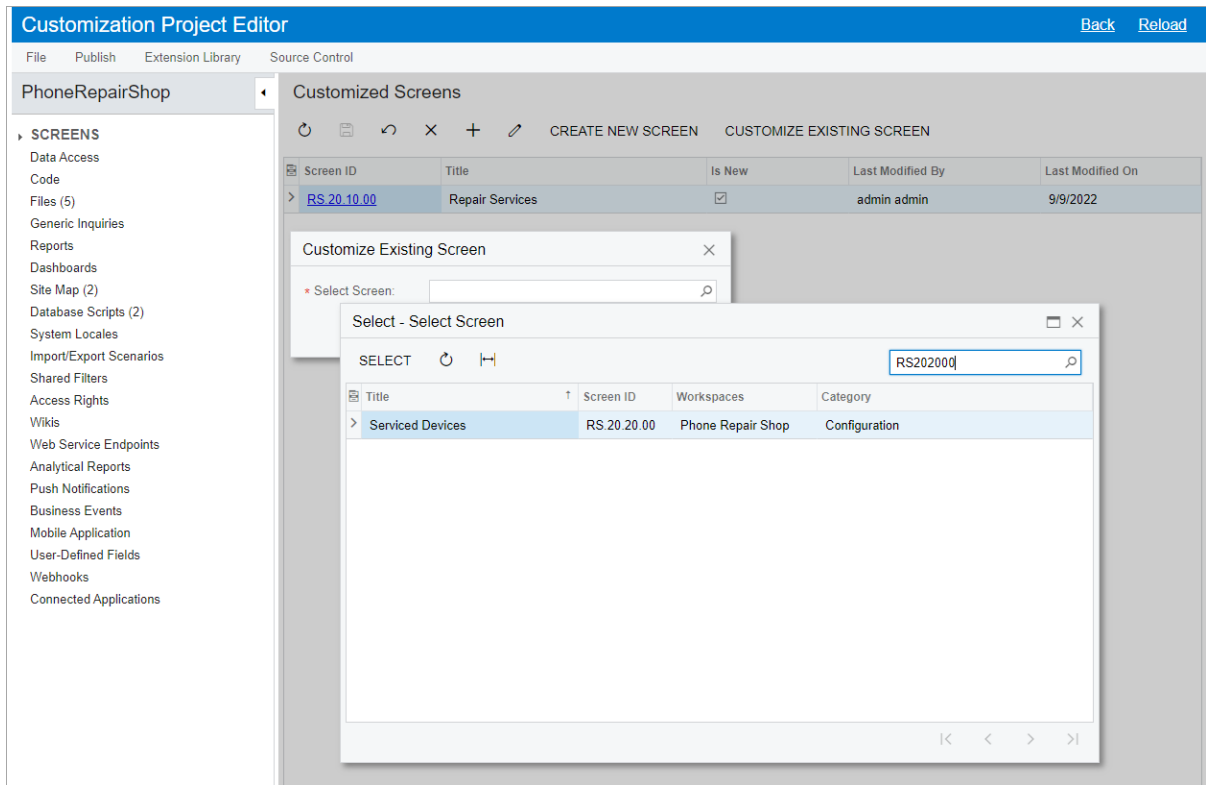 Customization Project Editor Back Reload
File Publish Extension Library Source Control
PhoneRepairShop
SCREENS
Data Access
Code
Files (5)
Generic Inquiries
Reports
Dashboards
Site Map (2)
Database Scripts (2)
System Locales
Import/Export Scenarios
Shared Filters
Access Rights
Wikis
Web Service Endpoints
Analytical Reports
Push Notifications
Business Events
Mobile Application
User-Defined Fields
Webhooks
Connected Applications
Customized Screens
CREATE NEW SCREEN CUSTOMIZE EXISTING SCREEN
Screen ID Title Is New Last Modified By Last Modified On
RS.20.10.00 Repair Services admin admin 9/9/2022
Customize Existing Screen
* Select Screen:
Select - Select Screen
SELECT RS202000
Title Screen ID Workspaces Category
Serviced Devices RS.20.20.00 Phone Repair Shop Configuration